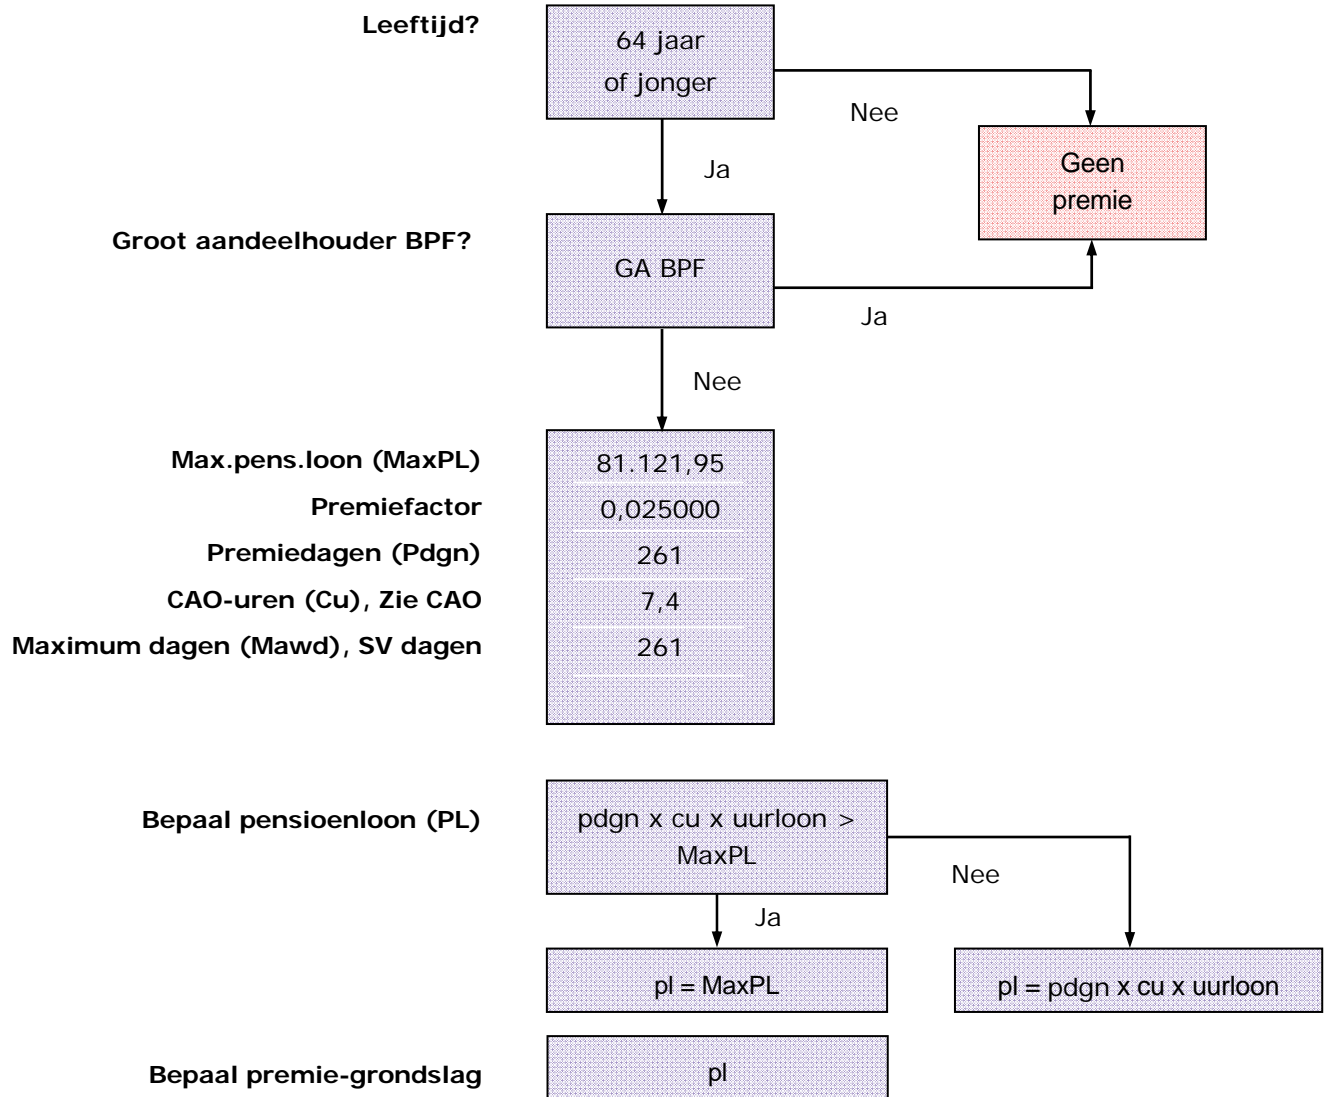 Leeftijd?
64 jaar
of jonger
Nee
Geen
premie
Ja
Groot aandeelhouder BPF?
GA BPF
Ja
Nee
Max.pens.loon (MaxPL) 81.121,95
Premiefactor 0,025000
Premiedagen (Pdgn) 261
CAO-uren (Cu), Zie CAO 7,4
Maximum dagen (Mawd), SV dagen 261
Bepaal pensioenloon (PL)
pdgn x cu x uurloon >
MaxPL
Nee
Ja
pl = MaxPL
pl = pdgn x cu x uurloon
Bepaal premie-grondslag pl